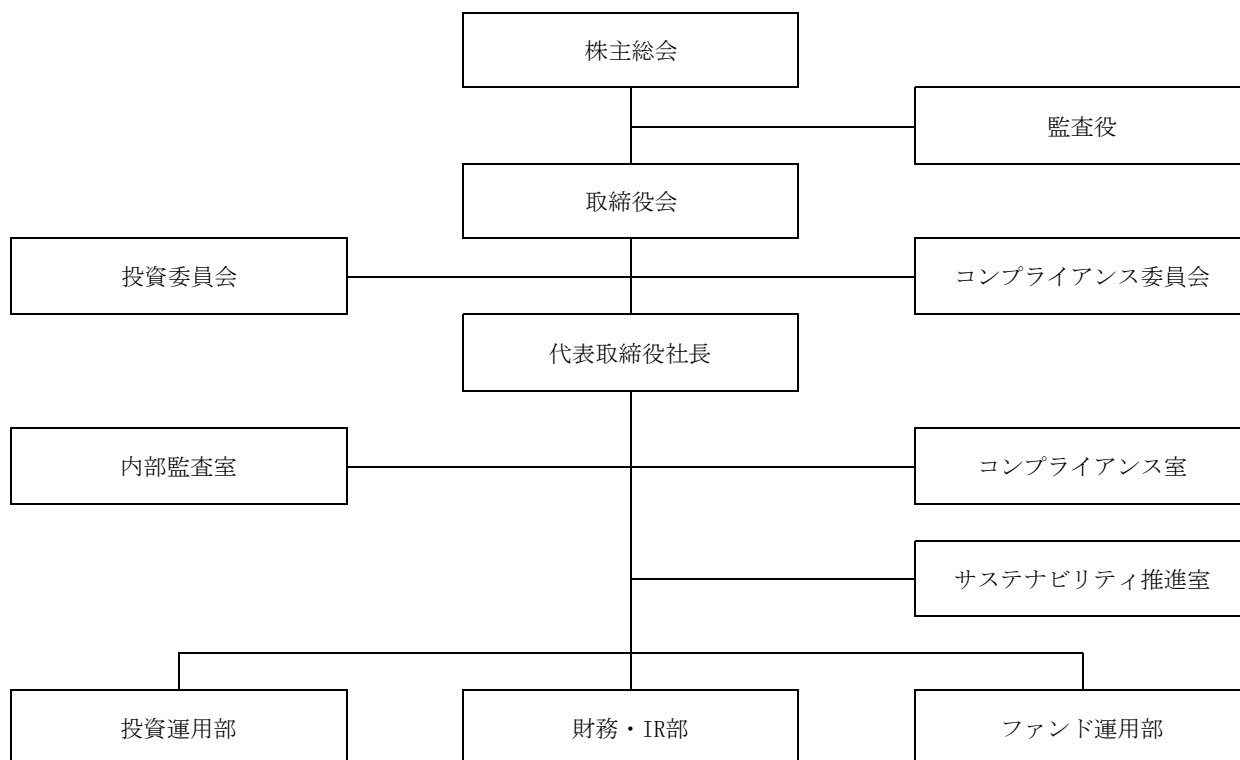 株主総会
監査役
取締役会
投資委員会
コンプライアンス委員会
代表取締役社長
内部監査室
コンプライアンス室
サステナビリティ推進室
投資運用部
財務・IR部
ファンド運用部